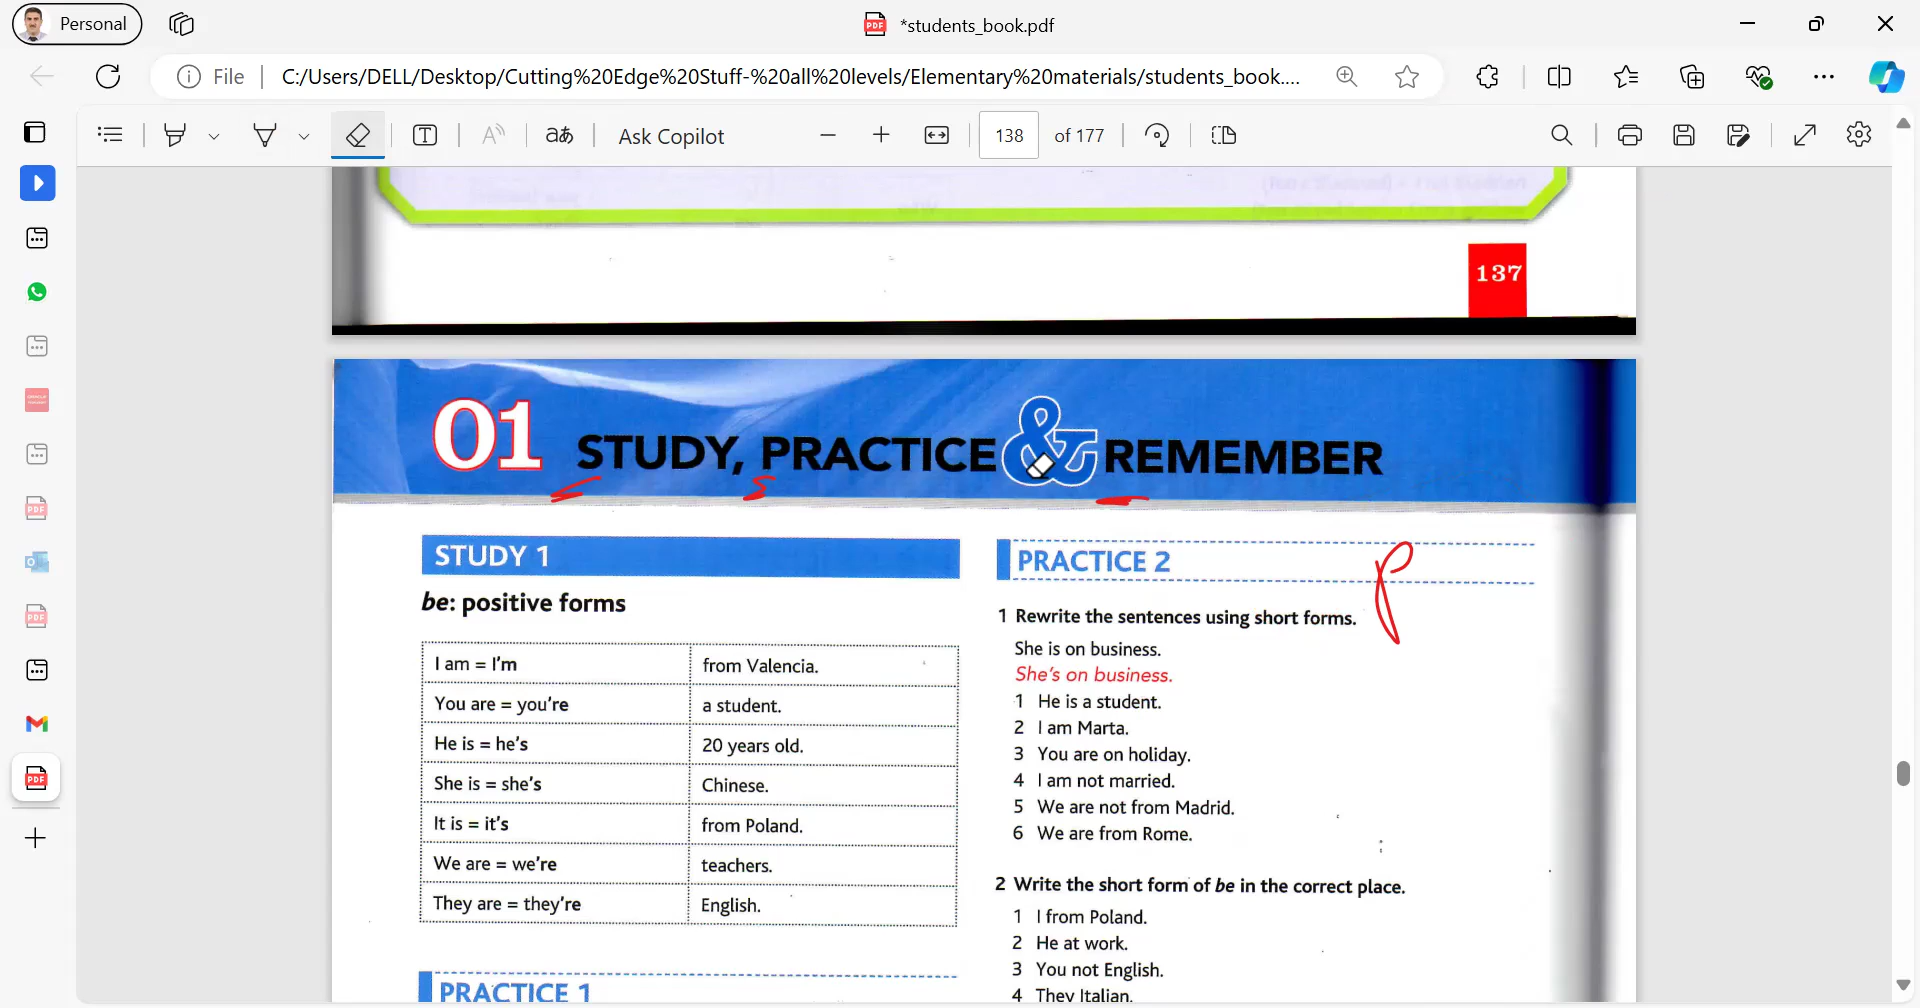 Personal
*students_book.pdf
File
C:/Users/DELL/Desktop/Cutting%20Edge%20Stuff-%20all%20levels/Elementary%20materials/students_book....
Ask Copilot
138 of 177
137
01 STUDY, PRACTICE & REMEMBER
STUDY 1
be: positive forms
I am = I'm from Valencia.
You are = you're a student.
He is = he's 20 years old.
She is = she's Chinese.
It is = it's from Poland.
We are = we're teachers.
They are = they're English.
PRACTICE 1
PRACTICE 2
1 Rewrite the sentences using short forms.
She is on business.
She's on business.
1 He is a student.
2 I am Marta.
3 You are on holiday.
4 I am not married.
5 We are not from Madrid.
6 We are from Rome.
2 Write the short form of be in the correct place.
1 I from Poland.
2 He at work.
3 You not English.
4 They Italian.